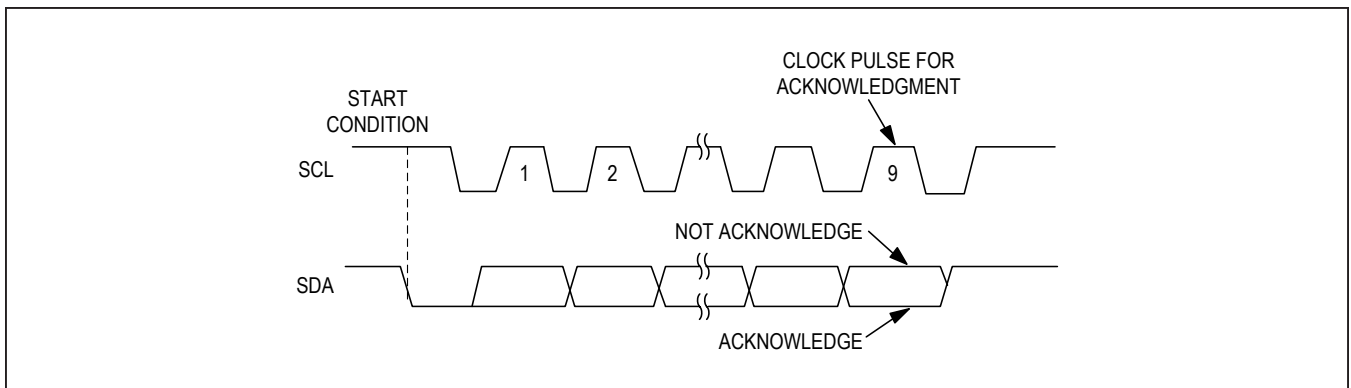 CLOCK PULSE FOR
ACKNOWLEDGMENT
START
CONDITION
SCL
1
2
9
NOT ACKNOWLEDGE
SDA
ACKNOWLEDGE